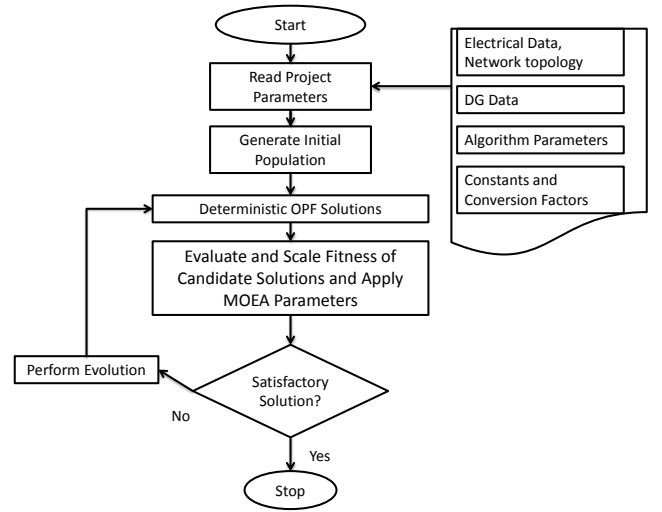 Start
Read Project
Parameters
Generate Initial
Population
Deterministic OPF Solutions
Evaluate and Scale Fitness of
Candidate Solutions and Apply
MOEA Parameters
Satisfactory
Solution?
Perform Evolution
No
Yes
Stop
Electrical Data,
Network topology
DG Data
Algorithm Parameters
Constants and
Conversion Factors